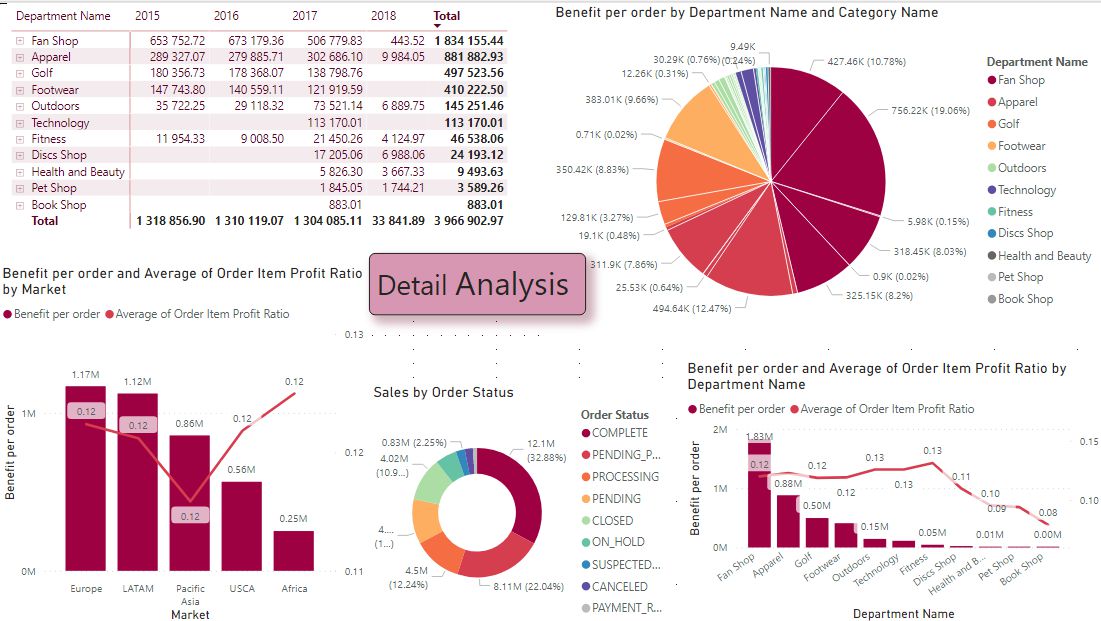 Department Name 2015 2016 2017 2018 Total
Fan Shop 653 752.72 673 179.36 506 779.83 443.52 1 834 155.44
Apparel 289 327.07 279 885.71 302 686.10 9 984.05 881 882.93
Golf 180 356.73 178 368.07 138 798.76 497 523.56
Footwear 147 743.80 140 559.11 121 919.59 410 222.50
Outdoors 35 722.25 29 118.32 73 521.14 6 889.75 145 251.46
Technology 113 170.01 113 170.01
Fitness 11 954.33 9 008.50 21 450.26 4 124.97 46 538.06
Discs Shop 17 205.06 6 988.06 24 193.12
Health and Beauty 5 826.30 3 667.33 9 493.63
Pet Shop 1 845.05 1 744.21 3 589.26
Book Shop 883.01 883.01
Total 1 318 856.90 1 310 119.07 1 304 085.11 33 841.89 3 966 902.97
Benefit per order by Department Name and Category Name
9.49K
30.29K (0.76%) (0.24%)
12.26K (0.31%)
383.01K (9.66%)
0.71K (0.02%)
350.42K (8.83%)
129.81K (3.27%)
19.1K (0.48%)
311.9K (7.86%)
25.53K (0.64%)
494.64K (12.47%)
427.46K (10.78%)
756.22K (19.06%)
5.98K (0.15%)
318.45K (8.03%)
0.9K (0.02%)
325.15K (8.2%)
Department Name
Fan Shop
Apparel
Golf
Footwear
Outdoors
Technology
Fitness
Discs Shop
Health and Beauty
Pet Shop
Book Shop
Detail Analysis
Benefit per order and Average of Order Item Profit Ratio
by Market
Benefit per order Average of Order Item Profit Ratio
0.13
0.12
0.11
1M
0M
Benefit per order
1.17M
1.12M
0.86M
0.56M
0.25M
0.12
0.12
0.12
0.12
0.12
Europe LATAM Pacific Asia USCA Africa
Market
Sales by Order Status
0.83M (2.25%)
4.02M
(10.9...)
4....
(1...)
4.5M
(12.24%)
12.1M
(32.88%)
8.11M (22.04%)
Order Status
COMPLETE
PENDING_P...
PROCESSING
PENDING
CLOSED
ON_HOLD
SUSPECTED...
CANCELED
PAYMENT_R...
Benefit per order and Average of Order Item Profit Ratio by
Department Name
Benefit per order Average of Order Item Profit Ratio
2M
1M
0M
Benefit per order
0.15
0.10
1.83M
0.88M
0.50M
0.15M
0.05M
0.01M
0.00M
0.12
0.12
0.12
0.13
0.13
0.13
0.11
0.10
0.09
0.08
Fan Shop
Apparel
Golf
Footwear
Outdoors
Technology
Fitness
Discs Shop
Health and B...
Pet Shop
Book Shop
Department Name